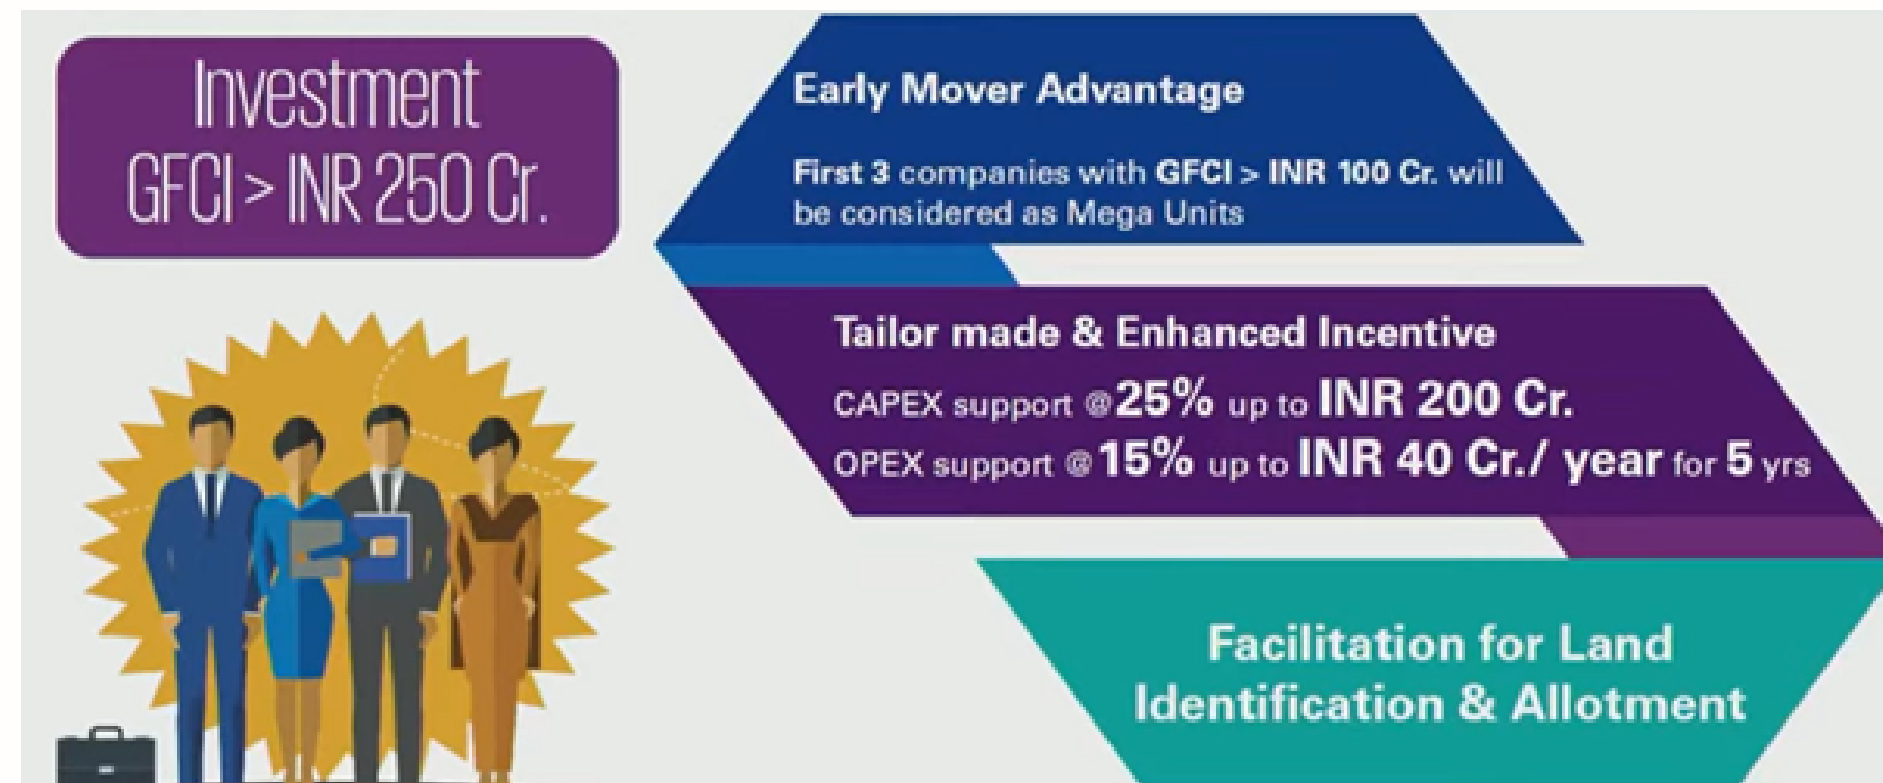 Investment
GFCI > INR 250 Cr.
Early Mover Advantage
First 3 companies with GFCI > INR 100 Cr. will
be considered as Mega Units
Tailor made & Enhanced Incentive
CAPEX support @25% up to INR 200 Cr.
OPEX support @15% up to INR 40 Cr./ year for 5 yrs
Facilitation for Land
Identification & Allotment